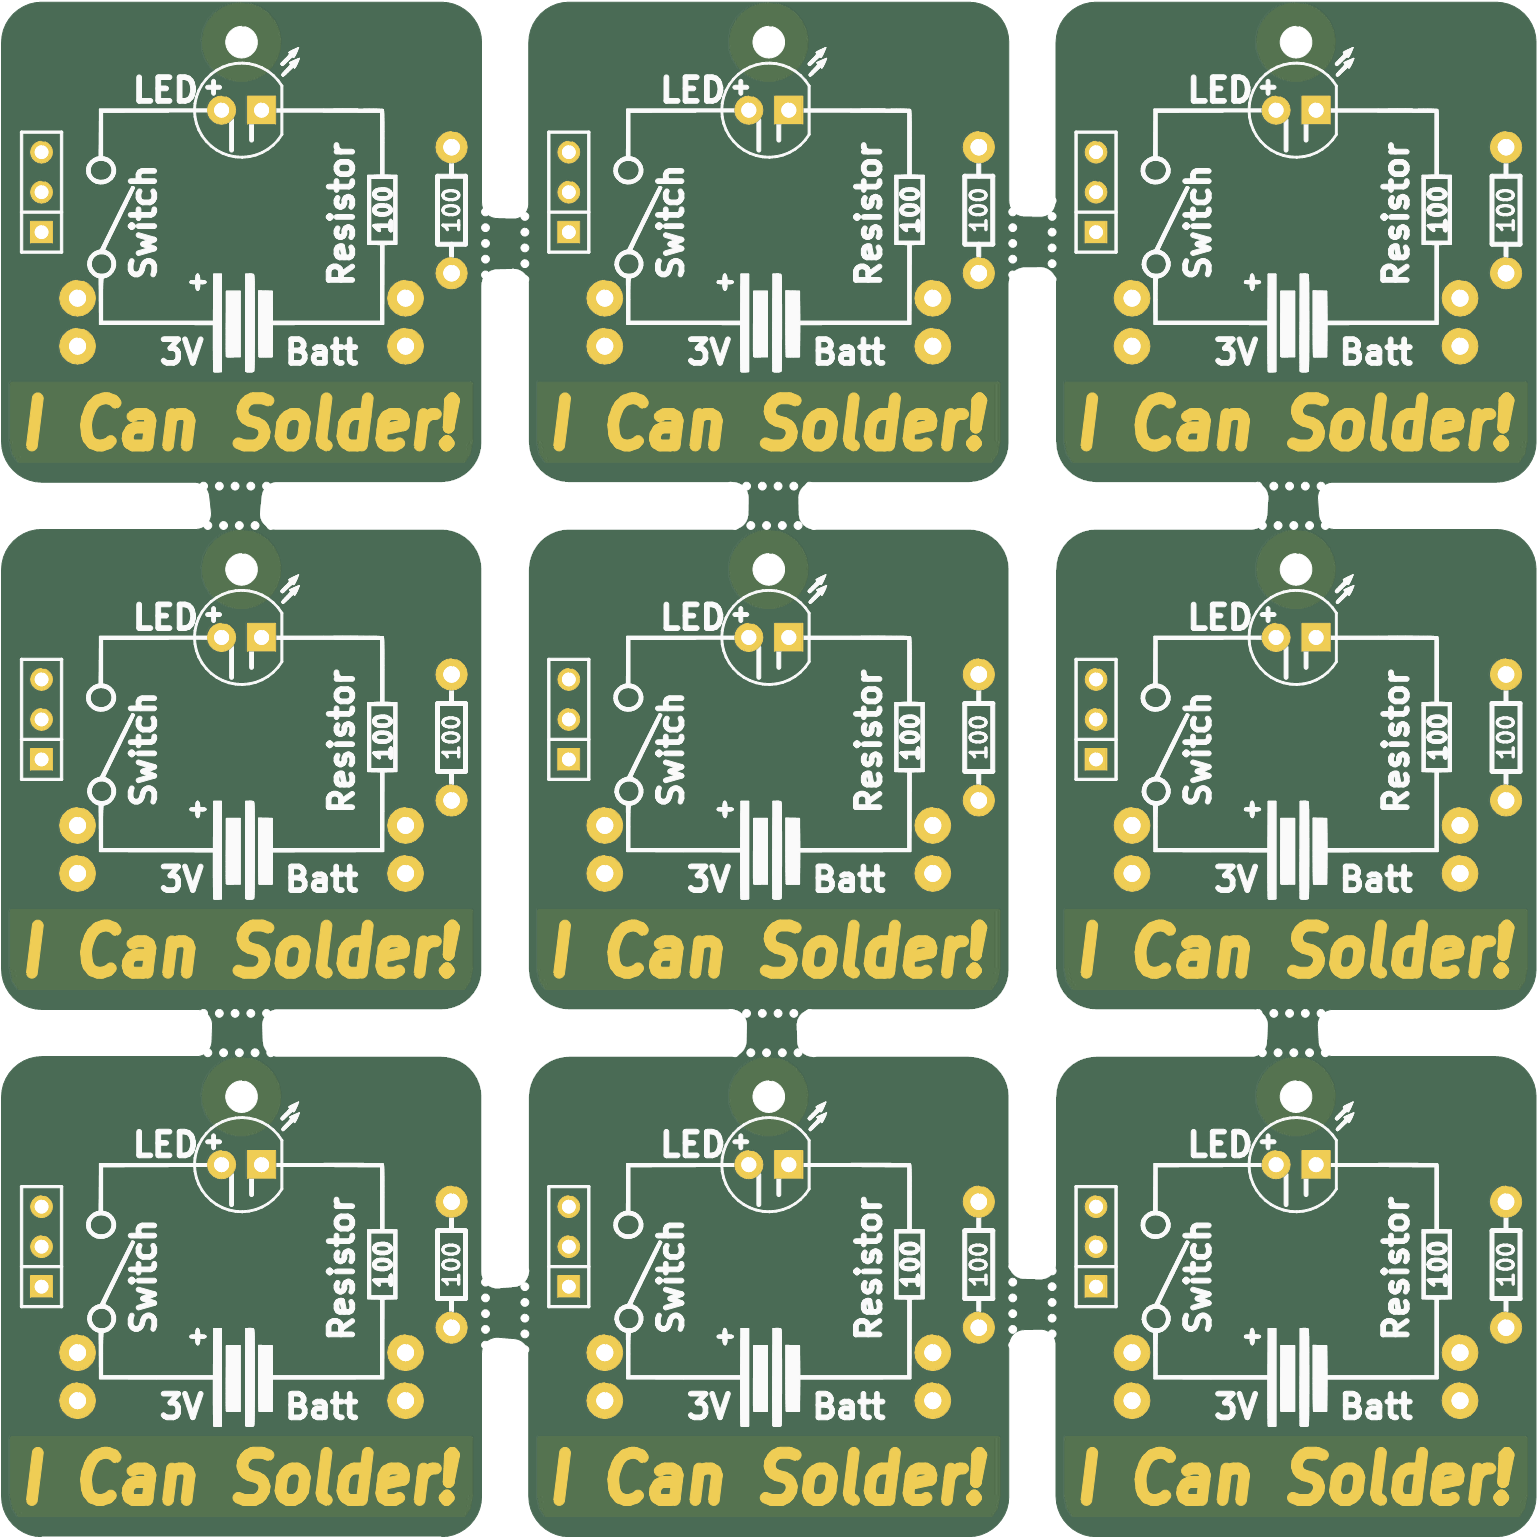 LED + LED + LED +
Switch Resistor 100 100 Switch Resistor 100 100 Switch Resistor 100 100
+ + +
3V Batt 3V Batt 3V Batt
I Can Solder! I Can Solder! I Can Solder!
LED + LED + LED +
Switch Resistor 100 100 Switch Resistor 100 100 Switch Resistor 100 100
+ + +
3V Batt 3V Batt 3V Batt
I Can Solder! I Can Solder! I Can Solder!
LED + LED + LED +
Switch Resistor 100 100 Switch Resistor 100 100 Switch Resistor 100 100
+ + +
3V Batt 3V Batt 3V Batt
I Can Solder! I Can Solder! I Can Solder!